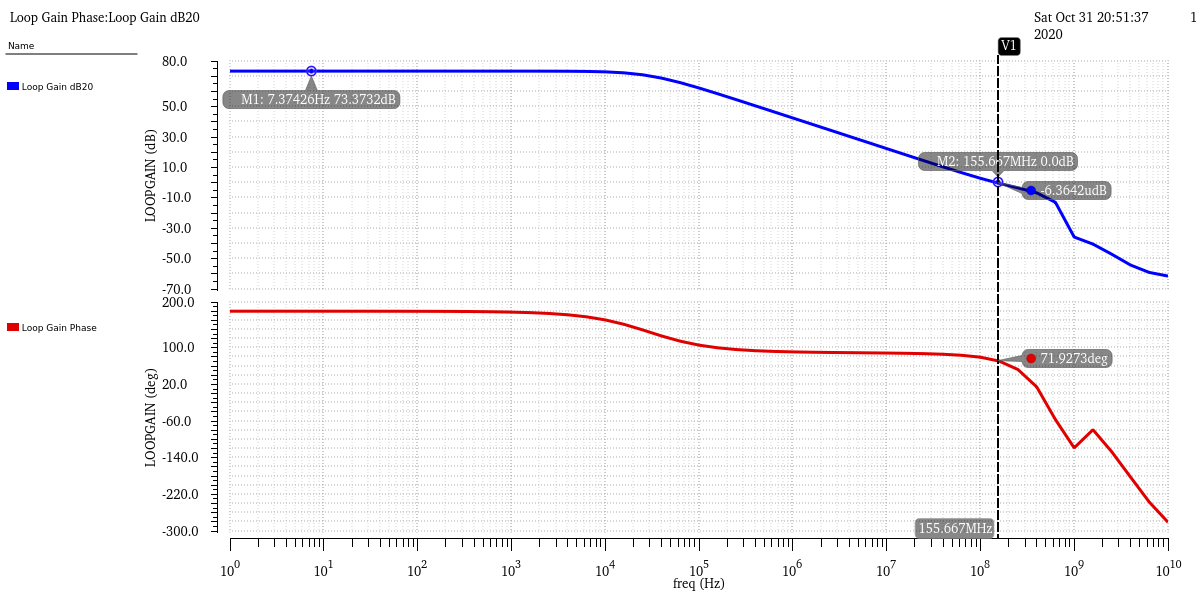 Loop Gain Phase:Loop Gain dB20
Sat Oct 31 20:51:37 2020
1
Name
Loop Gain dB20
Loop Gain Phase
V1
LOOPGAIN (dB)
80.0
50.0
30.0
10.0
-10.0
-30.0
-50.0
-70.0
M1: 7.37426Hz 73.3732dB
M2: 155.667MHz 0.0dB
-6.3642udB
LOOPGAIN (deg)
200.0
100.0
20.0
-60.0
-140.0
-220.0
-300.0
71.9273deg
155.667MHz
10^0 10^1 10^2 10^3 10^4 10^5 10^6 10^7 10^8 10^9 10^10
freq (Hz)